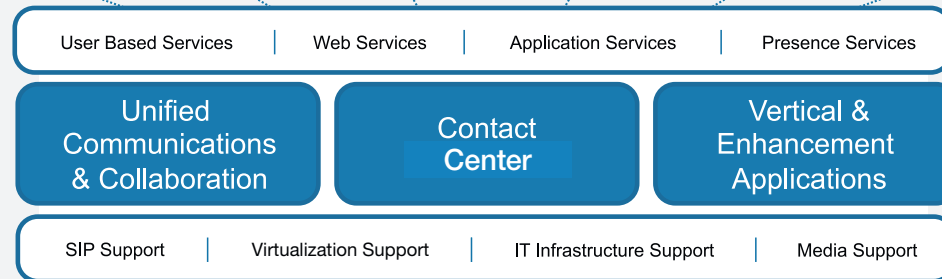 User Based Services | Web Services | Application Services | Presence Services
Unified
Communications
& Collaboration
Contact
Center
Vertical &
Enhancement
Applications
SIP Support | Virtualization Support | IT Infrastructure Support | Media Support